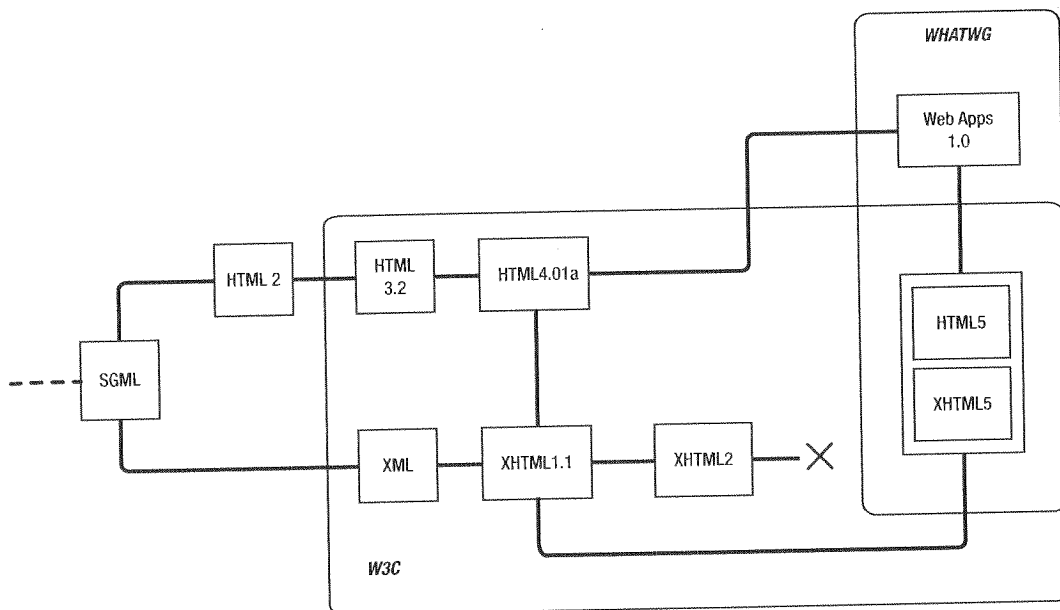 WHATWG
Web Apps
1.0
HTML 2
HTML
3.2
HTML4.01a
HTML5
SGML
XHTML5
XML
XHTML1.1
XHTML2
W3C